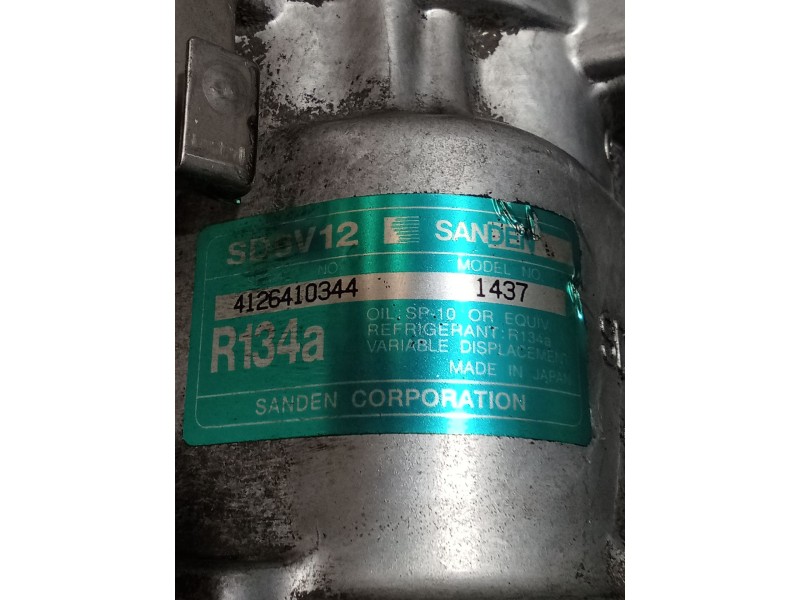 SD6V12 SANDEN
NO. MODEL NO.
4126410344 1437
R134a
OIL: SP-10 OR EQUIV.
REFRIGERANT: R134a
VARIABLE DISPLACEMENT
MADE IN JAPAN
SANDEN CORPORATION